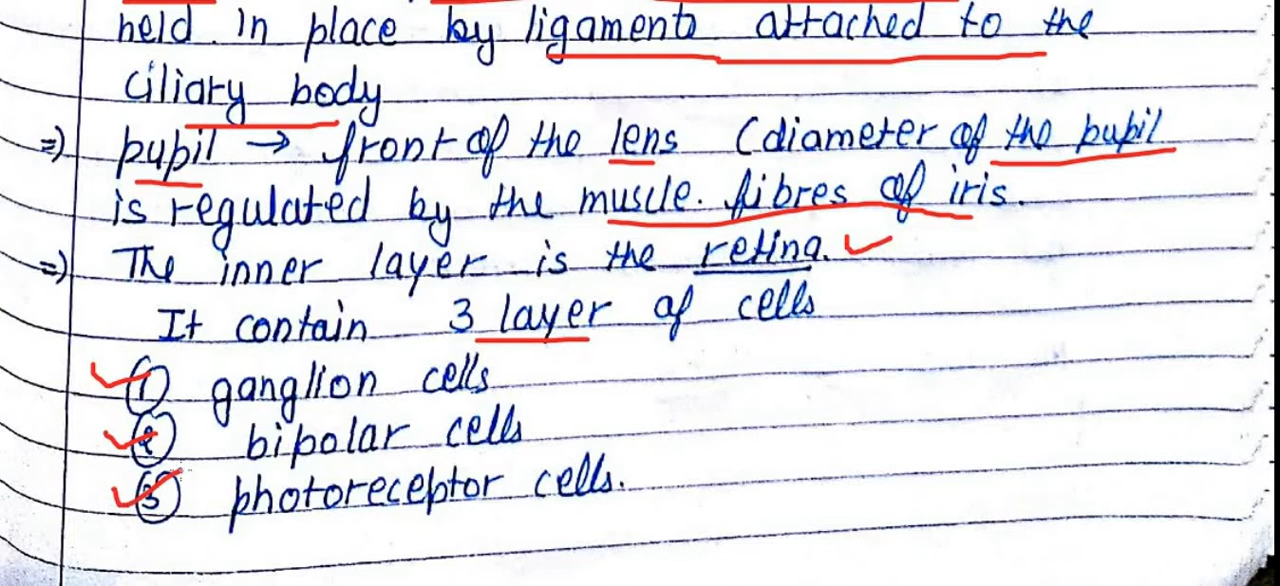 held in place by ligaments attached to the
ciliary body
⇒) pupil → front of the lens (diameter of the pupil
is regulated by the muscle. fibres of iris.
⇒) The inner layer is the retina.
It contain 3 layer of cells
① ganglion cells
② bipolar cells
③ photoreceptor cells.